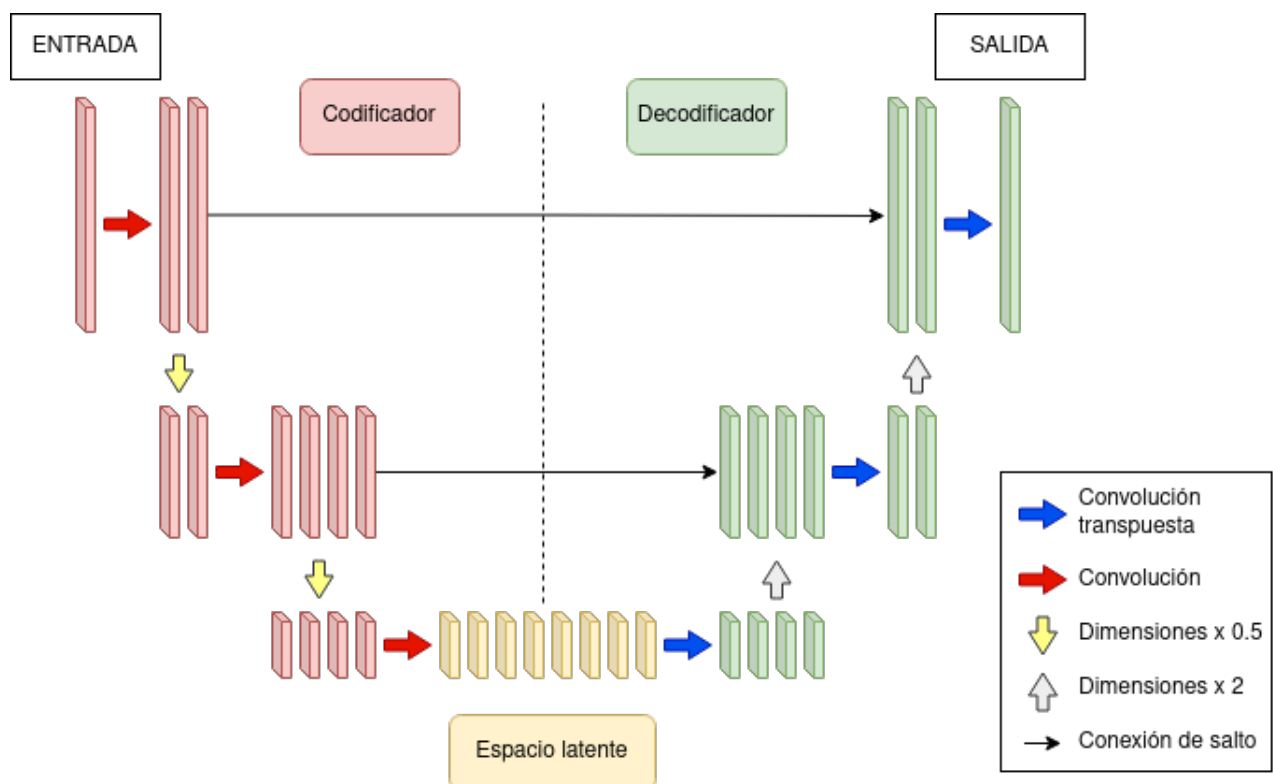 ENTRADA
SALIDA
Codificador
Decodificador
Convolución
transpuesta
Convolución
Dimensiones x 0.5
Dimensiones x 2
Conexión de salto
Espacio latente